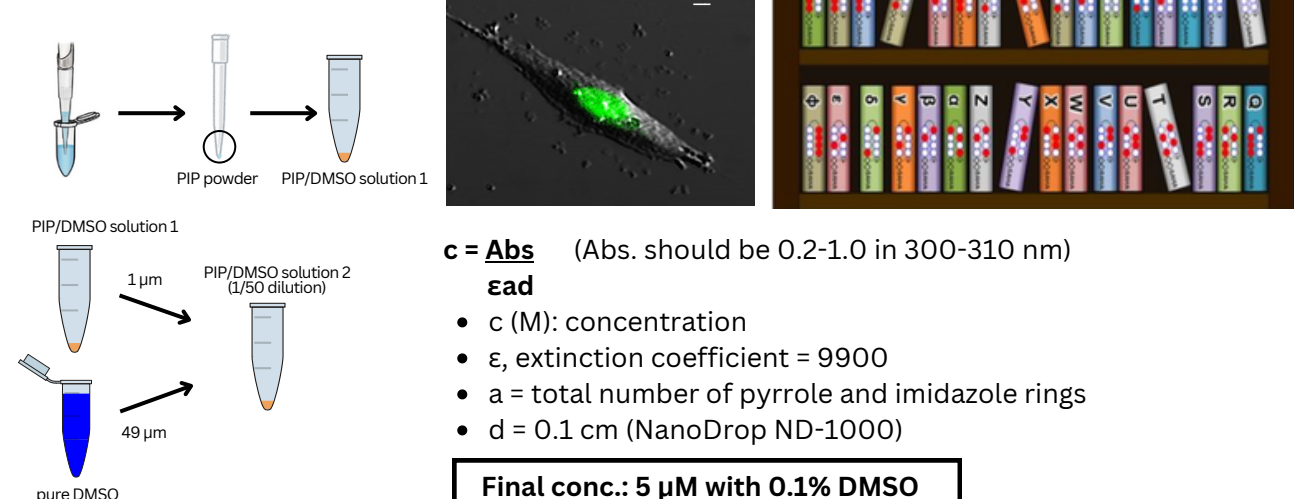 PIP powder
PIP/DMSO solution 1
PIP/DMSO solution 1
1 µm
PIP/DMSO solution 2
(1/50 dilution)
49 µm
pure DMSO
Φ ε δ γ β α Z Y X W V U T S R Q
c = Abs (Abs. should be 0.2-1.0 in 300-310 nm)
εad
• c (M): concentration
• ε, extinction coefficient = 9900
• a = total number of pyrrole and imidazole rings
• d = 0.1 cm (NanoDrop ND-1000)
Final conc.: 5 µM with 0.1% DMSO